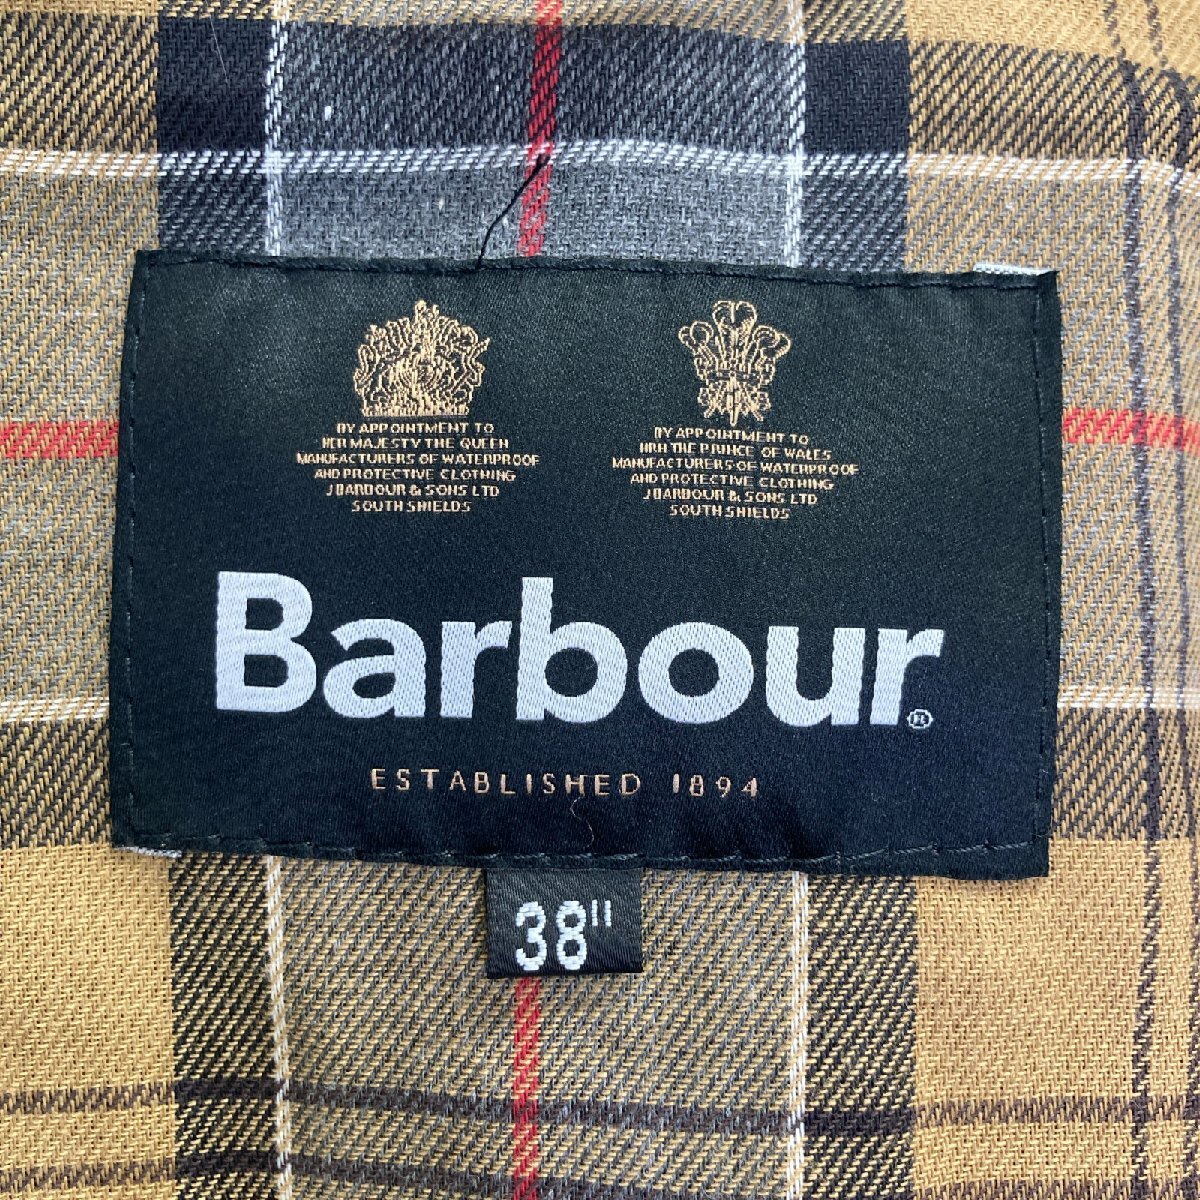 BY APPOINTMENT TO
HER MAJESTY THE QUEEN
MANUFACTURERS OF WATERPROOF
AND PROTECTIVE CLOTHING
J BARBOUR & SONS LTD
SOUTH SHIELDS
BY APPOINTMENT TO
HRH THE PRINCE OF WALES
MANUFACTURERS OF WATERPROOF
AND PROTECTIVE CLOTHING
J BARBOUR & SONS LTD
SOUTH SHIELDS
Barbour®
ESTABLISHED 1894
38"